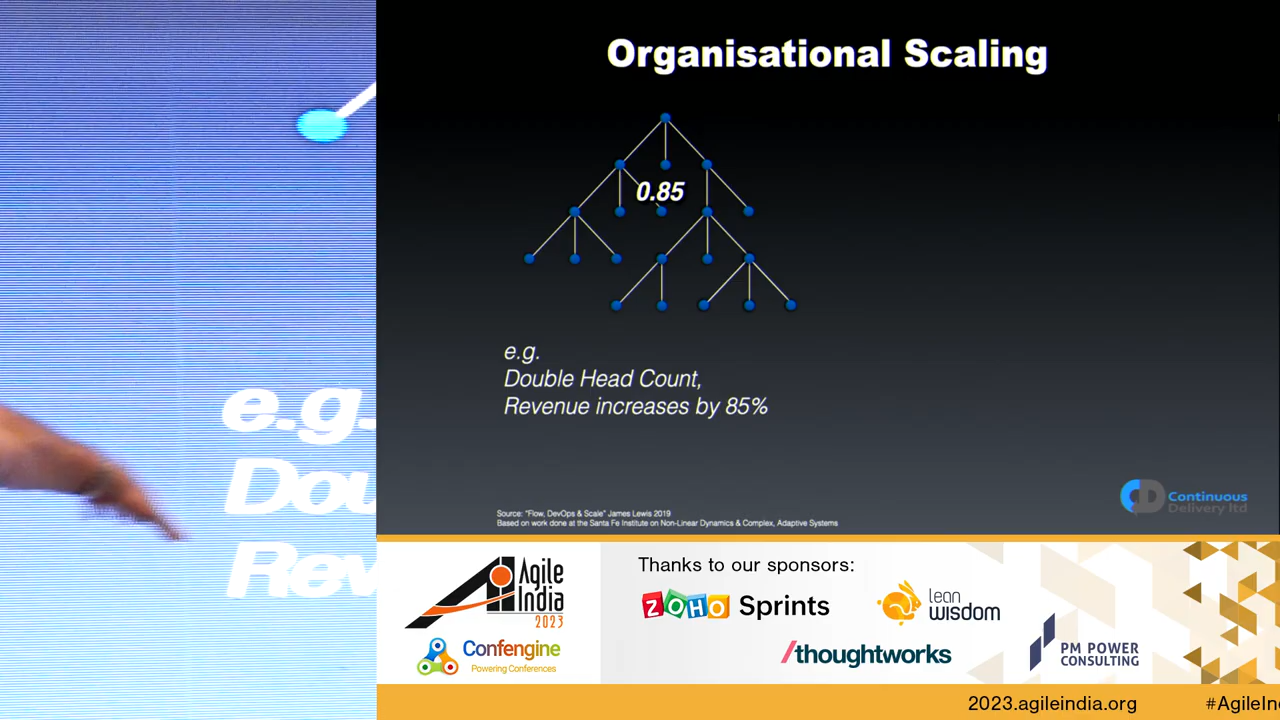 Organisational Scaling
0.85
e.g.
Double Head Count,
Revenue increases by 85%
Source: "Flow, DevOps & Scale" James Lewis 2019
Based on work done at the Santa Fe Institute on Non-Linear Dynamics & Complex, Adaptive Systems
CD Continuous
Delivery ltd
e.g.
Dou
Rev
Agile
India
2023
Confengine
Powering Conferences
Thanks to our sponsors:
ZOHO Sprints
lean
wisdom
/thoughtworks
PM POWER
CONSULTING
2023.agileindia.org
#AgileIn